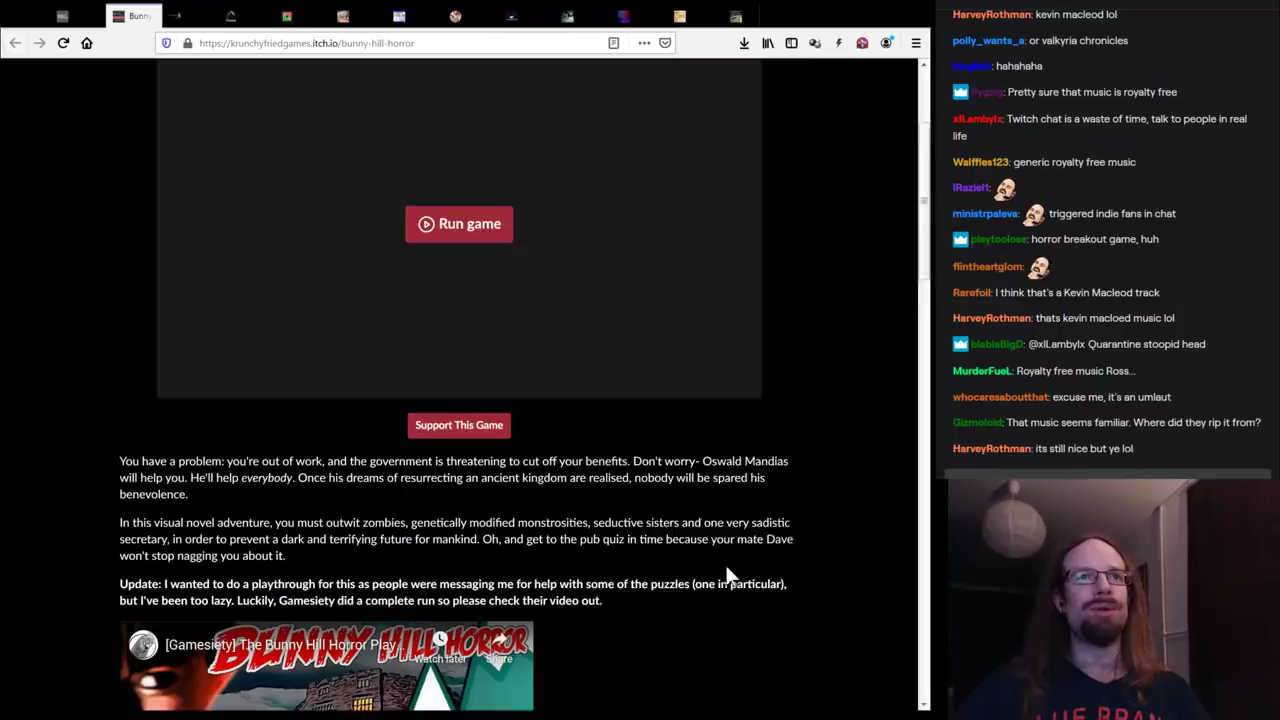 Bunny
https://krunchyfriedgames.itch.io/bunny-hill-horror
Run game
Support This Game
You have a problem: you're out of work, and the government is threatening to cut off your benefits. Don't worry- Oswald Mandias
will help you. He'll help everybody. Once his dreams of resurrecting an ancient kingdom are realised, nobody will be spared his
benevolence.
In this visual novel adventure, you must outwit zombies, genetically modified monstrosities, seductive sisters and one very sadistic
secretary, in order to prevent a dark and terrifying future for mankind. Oh, and get to the pub quiz in time because your mate Dave
won't stop nagging you about it.
Update: I wanted to do a playthrough for this as people were messaging me for help with some of the puzzles (one in particular),
but I've been too lazy. Luckily, Gamesiety did a complete run so please check their video out.
[Gamesiety] The Bunny Hill Horror Play...
Watch later
Share
BUNNY HILL HORROR
HarveyRothman: kevin macleod lol
polly_wants_a: or valkyria chronicles
: hahahaha
: Pretty sure that music is royalty free
xlLambylx: Twitch chat is a waste of time, talk to people in real
life
Walffles123: generic royalty free music
lRaziel1:
ministrpaleva: triggered indie fans in chat
playtoolose: horror breakout game, huh
flintheartglom:
Rarefoil: I think that's a Kevin Macleod track
HarveyRothman: thats kevin macloed music lol
blablaBigD: @xlLambylx Quarantine stoopid head
MurderFueL: Royalty free music Ross...
whocaresaboutthat: excuse me, it's an umlaut
Gizmoloid: That music seems familiar. Where did they rip it from?
HarveyRothman: its still nice but ye lol